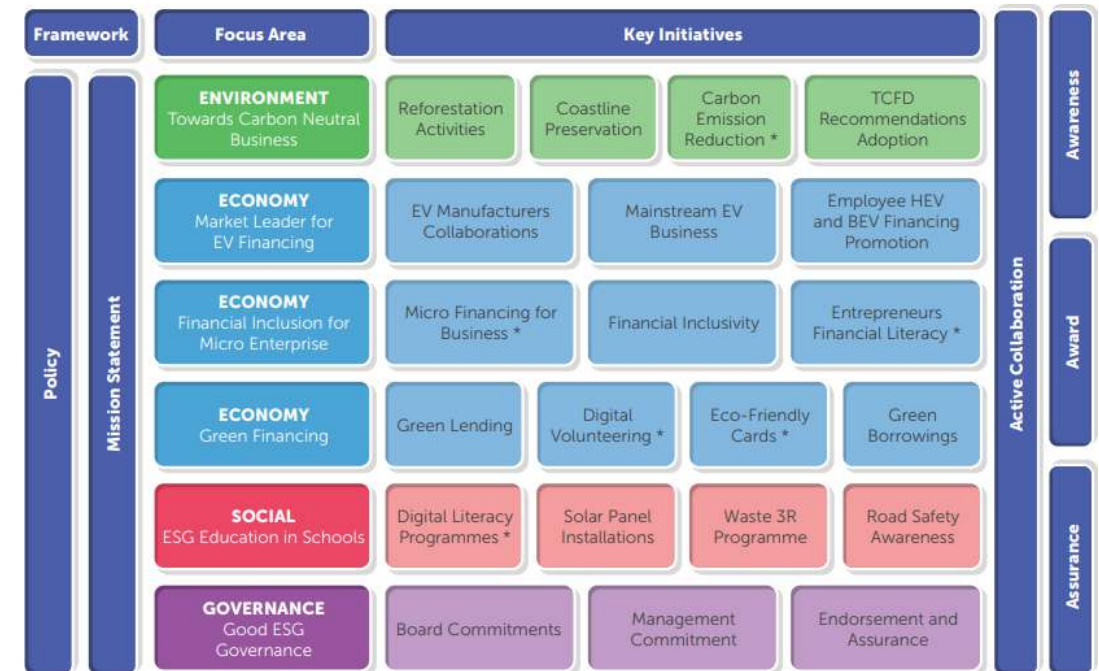 Framework
Focus Area
Key Initiatives
Policy
Mission Statement
ENVIRONMENT
Towards Carbon Neutral
Business
Reforestation
Activities
Coastline
Preservation
Carbon
Emission
Reduction *
TCFD
Recommendations
Adoption
ECONOMY
Market Leader for
EV Financing
EV Manufacturers
Collaborations
Mainstream EV
Business
Employee HEV
and BEV Financing
Promotion
ECONOMY
Financial Inclusion for
Micro Enterprise
Micro Financing for
Business *
Financial Inclusivity
Entrepreneurs
Financial Literacy *
ECONOMY
Green Financing
Green Lending
Digital
Volunteering *
Eco-Friendly
Cards *
Green
Borrowings
SOCIAL
ESG Education in Schools
Digital Literacy
Programmes *
Solar Panel
Installations
Waste 3R
Programme
Road Safety
Awareness
GOVERNANCE
Good ESG
Governance
Board Commitments
Management
Commitment
Endorsement and
Assurance
Active Collaboration
Awareness
Award
Assurance